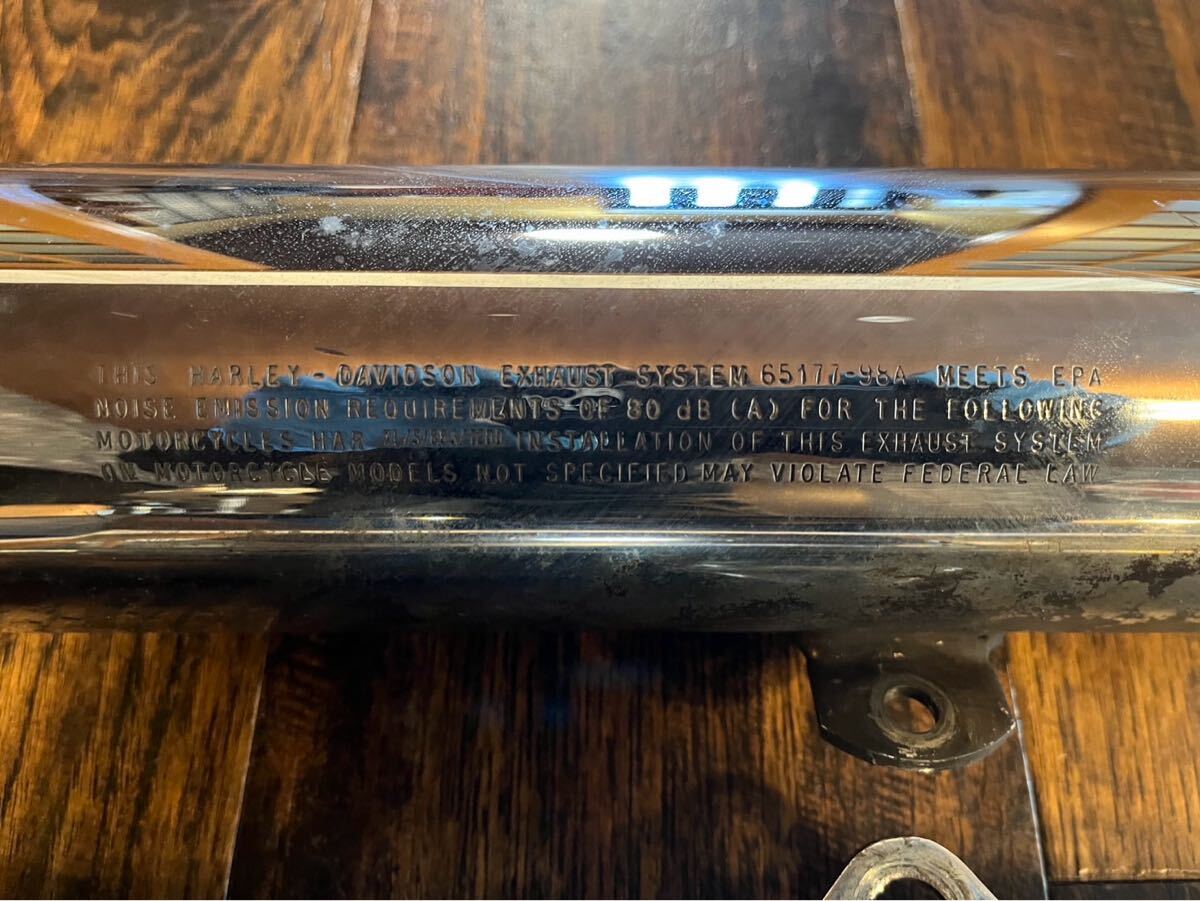 THIS HARLEY-DAVIDSON EXHAUST SYSTEM 65177-98A MEETS EPA
NOISE EMISSION REQUIREMENTS OF 80 dB (A) FOR THE FOLLOWING
MOTORCYCLES HAR INSTALLATION OF THIS EXHAUST SYSTEM
ON MOTORCYCLE MODELS NOT SPECIFIED MAY VIOLATE FEDERAL LAW